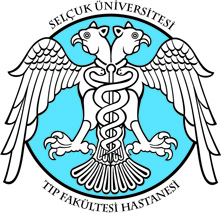 SELÇUK ÜNİVERSİTESİ
TIP FAKÜLTESİ HASTANESİ